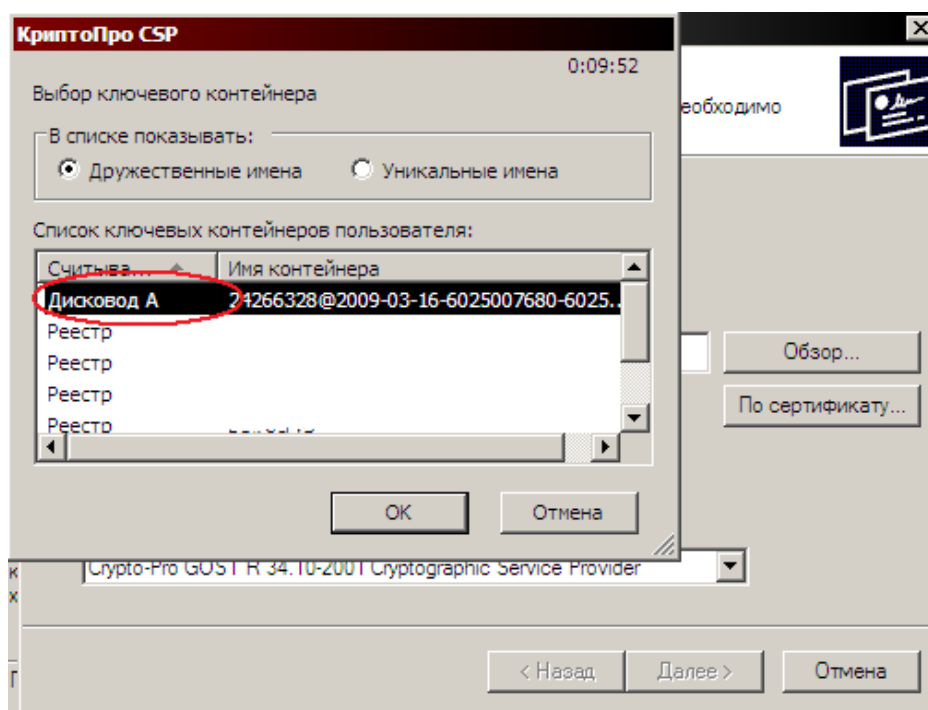 КриптоПро CSP
0:09:52
Выбор ключевого контейнера
еобходимо
В списке показывать:
Дружественные имена Уникальные имена
Список ключевых контейнеров пользователя:
Считыва... Имя контейнера
Дисковод А 24266328@2009-03-16-6025007680-6025..
Реестр
Реестр
Реестр
Реестр
Обзор...
По сертификату...
OK Отмена
Crypto-Pro GOST R 34.10-2001 Cryptographic Service Provider
< Назад Далее > Отмена